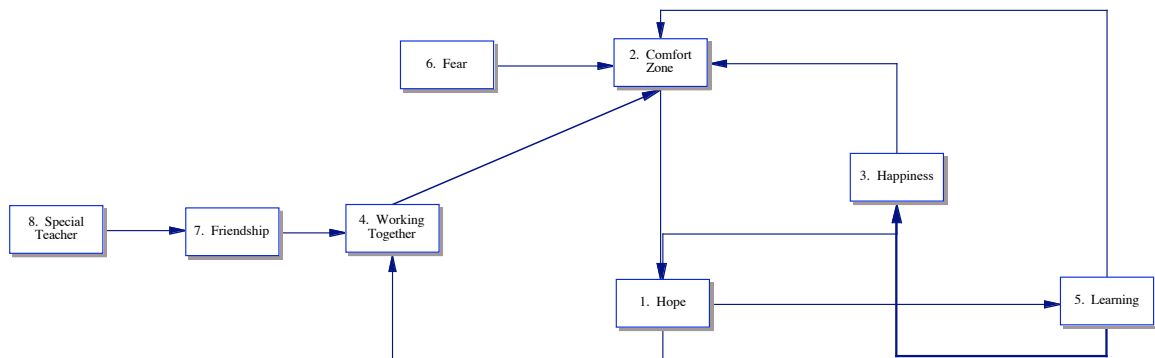 6. Fear
2. Comfort
Zone
3. Happiness
8. Special
Teacher
7. Friendship
4. Working
Together
1. Hope
5. Learning